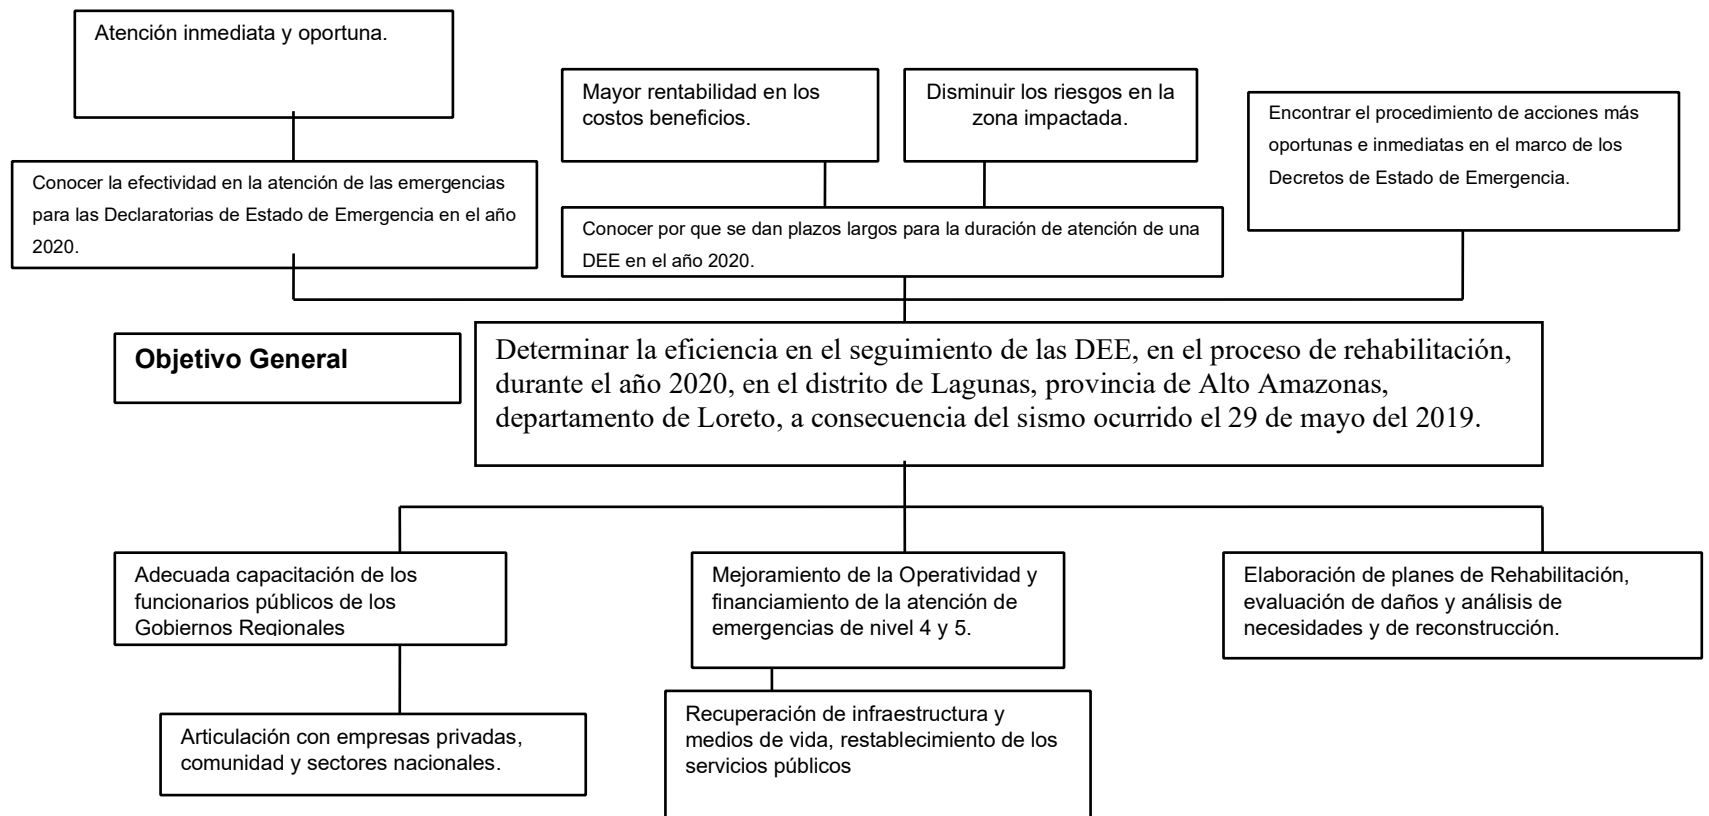 Atención inmediata y oportuna.
Mayor rentabilidad en los
costos beneficios.
Disminuir los riesgos en la
zona impactada.
Encontrar el procedimiento de acciones más
oportunas e inmediatas en el marco de los
Decretos de Estado de Emergencia.
Conocer la efectividad en la atención de las emergencias
para las Declaratorias de Estado de Emergencia en el año
2020.
Conocer por que se dan plazos largos para la duración de atención de una
DEE en el año 2020.
Objetivo General
Determinar la eficiencia en el seguimiento de las DEE, en el proceso de rehabilitación,
durante el año 2020, en el distrito de Lagunas, provincia de Alto Amazonas,
departamento de Loreto, a consecuencia del sismo ocurrido el 29 de mayo del 2019.
Adecuada capacitación de los
funcionarios públicos de los
Gobiernos Regionales
Mejoramiento de la Operatividad y
financiamiento de la atención de
emergencias de nivel 4 y 5.
Elaboración de planes de Rehabilitación,
evaluación de daños y análisis de
necesidades y de reconstrucción.
Articulación con empresas privadas,
comunidad y sectores nacionales.
Recuperación de infraestructura y
medios de vida, restablecimiento de los
servicios públicos